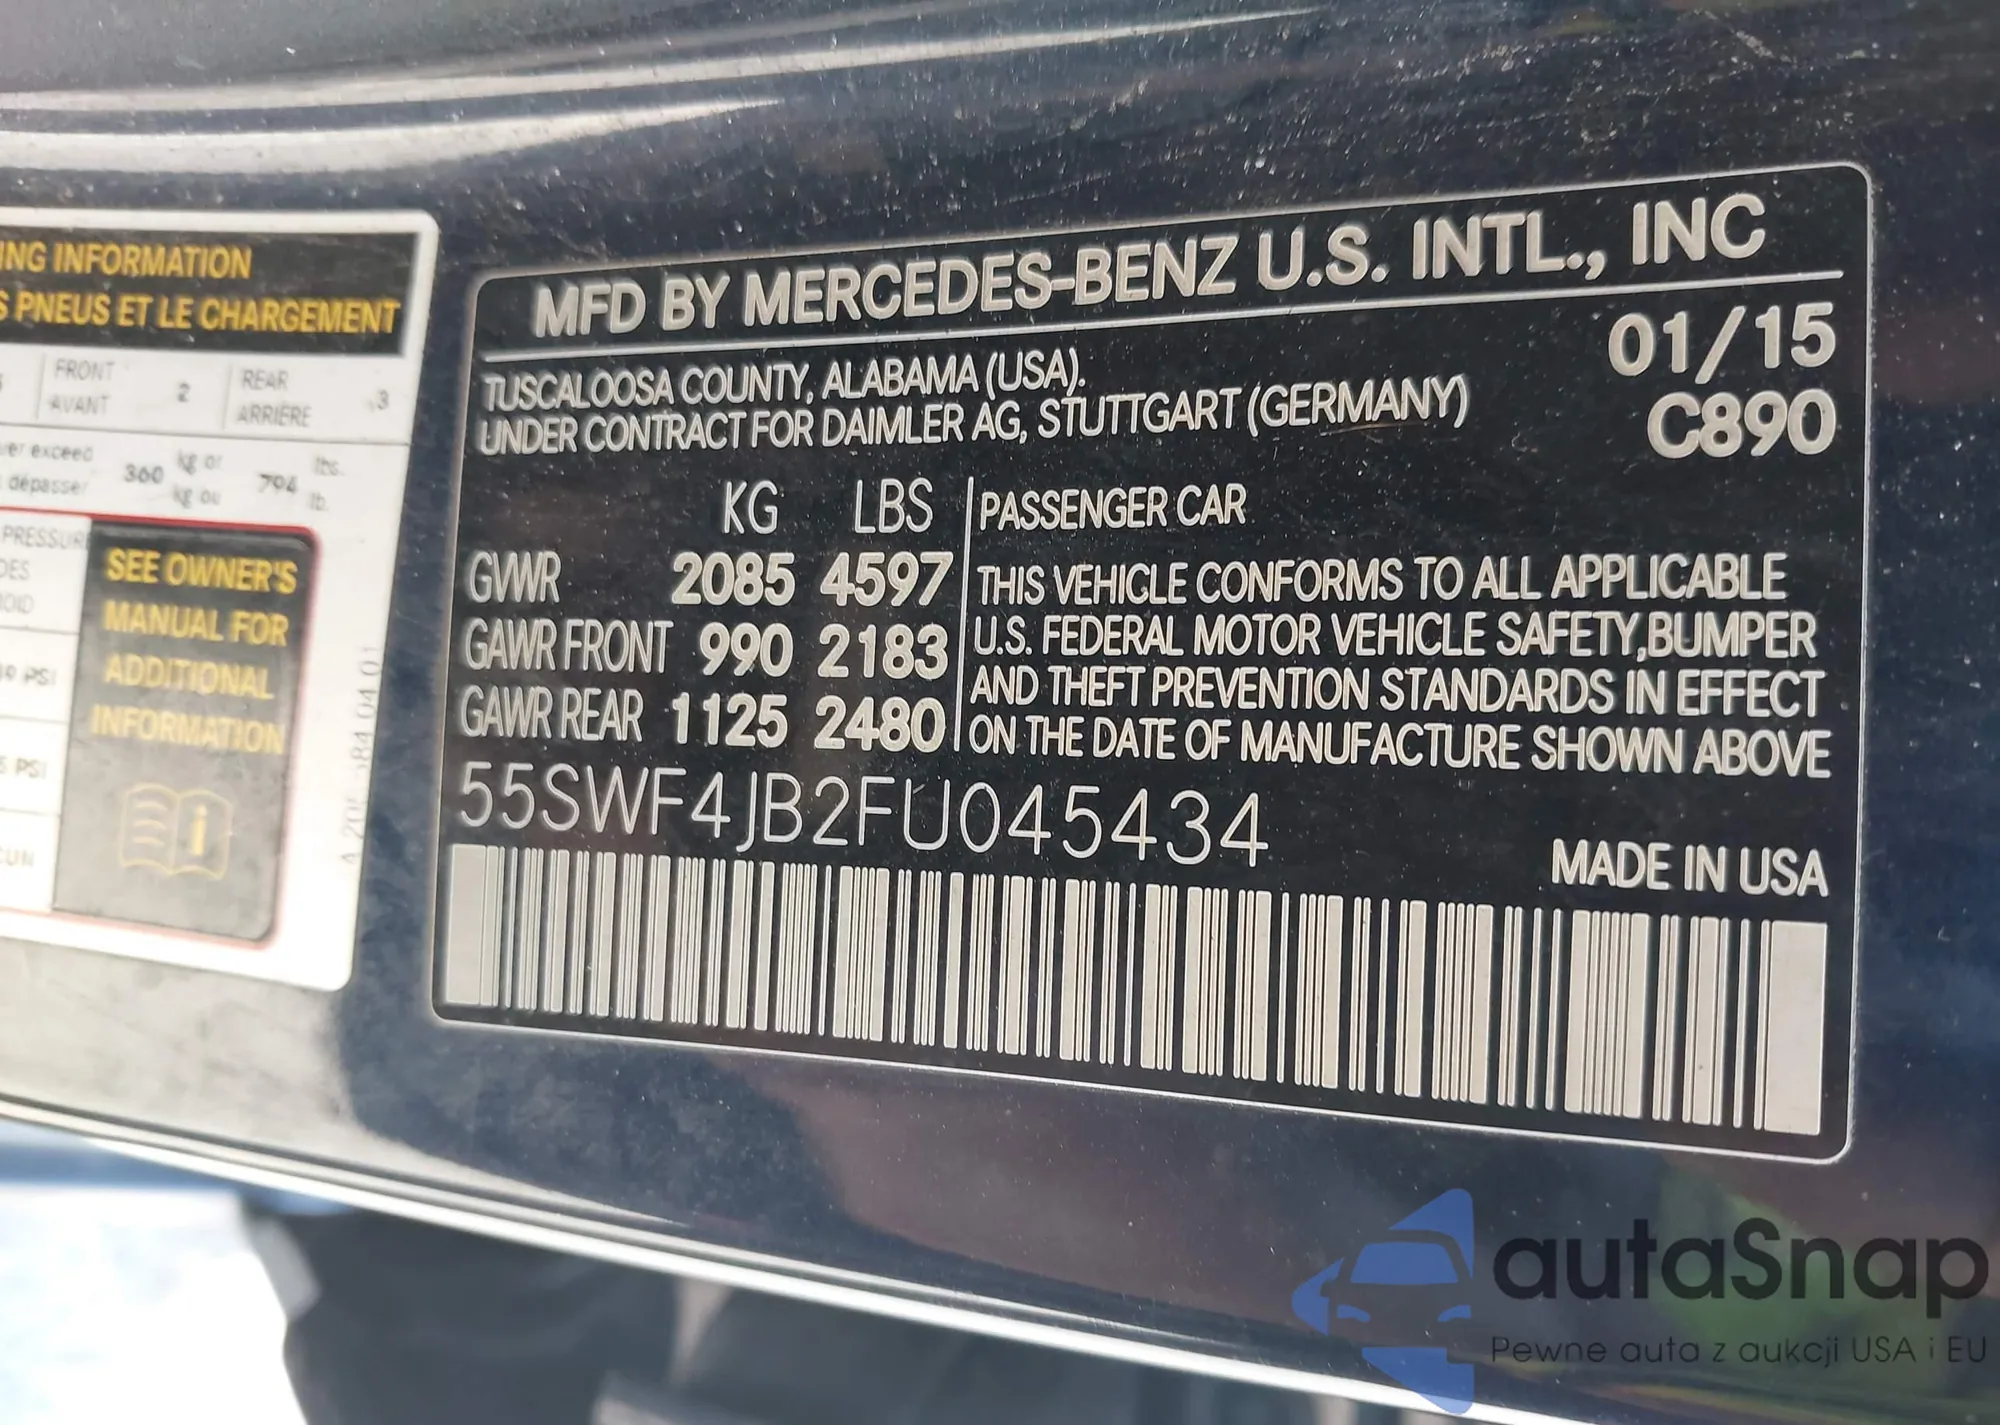 ING INFORMATION
S PNEUS ET LE CHARGEMENT
FRONT 2 REAR 3
AVANT ARRIÈRE
ver exceed 360 kg or 794 lbs.
dépasser kg ou lb.
PRESSURE
SEE OWNER'S
MANUAL FOR
ADDITIONAL
INFORMATION
PSI
PSI
MFD BY MERCEDES-BENZ U.S. INTL., INC
01/15
TUSCALOOSA COUNTY, ALABAMA (USA).
UNDER CONTRACT FOR DAIMLER AG, STUTTGART (GERMANY)
C890
KG LBS
GVWR 2085 4597
GAWR FRONT 990 2183
GAWR REAR 1125 2480
PASSENGER CAR
THIS VEHICLE CONFORMS TO ALL APPLICABLE
U.S. FEDERAL MOTOR VEHICLE SAFETY,BUMPER
AND THEFT PREVENTION STANDARDS IN EFFECT
ON THE DATE OF MANUFACTURE SHOWN ABOVE
55SWF4JB2FU045434
MADE IN USA
autaSnap
Pewne auta z aukcji USA i EU